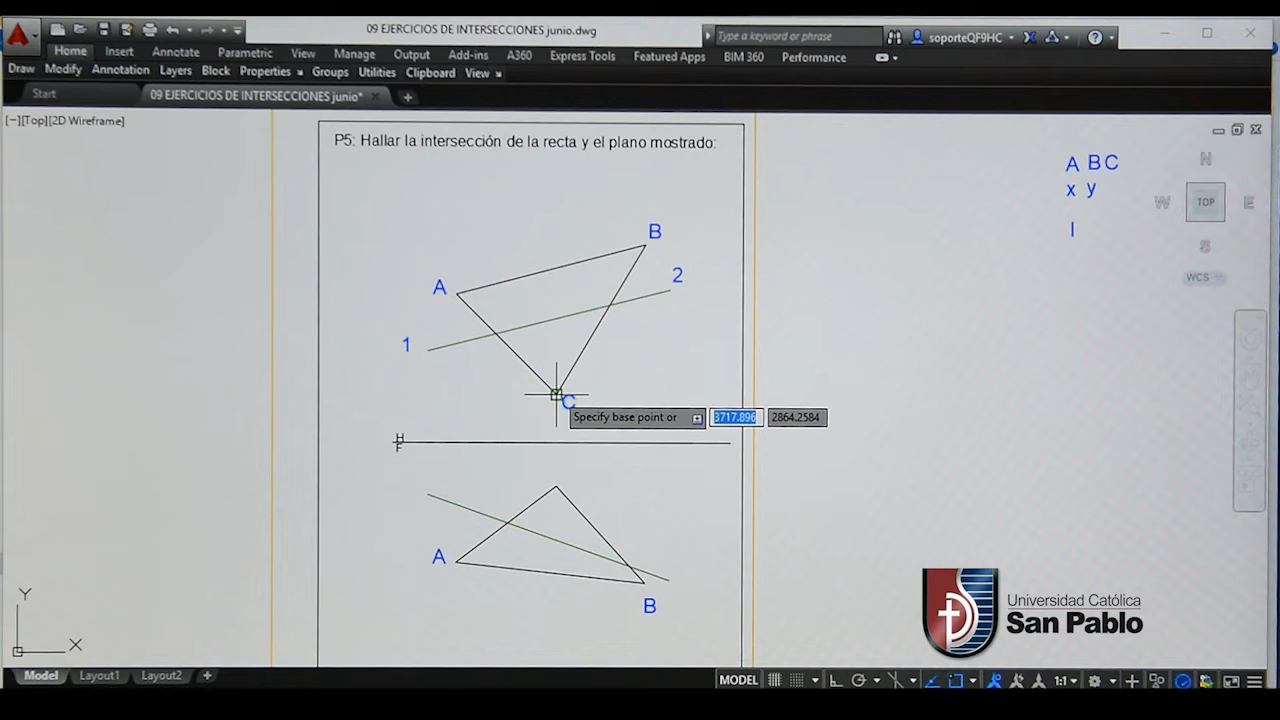 09 EJERCICIOS DE INTERSECCIONES junio.dwg
Type a keyword or phrase
soporteQF9HC
Home Insert Annotate Parametric View Manage Output Add-ins A360 Express Tools Featured Apps BIM 360 Performance
Draw Modify Annotation Layers Block Properties Groups Utilities Clipboard View
Start 09 EJERCICIOS DE INTERSECCIONES junio*
[−][Top][2D Wireframe]
P5: Hallar la intersección de la recta y el plano mostrado:
A B C
x y
I
N
W TOP E
S
WCS
B
2
A
1
C
Specify base point or 3717.896 2864.2584
H
F
A
B
Y
X
Universidad Católica
San Pablo
Model Layout1 Layout2
MODEL 1:1